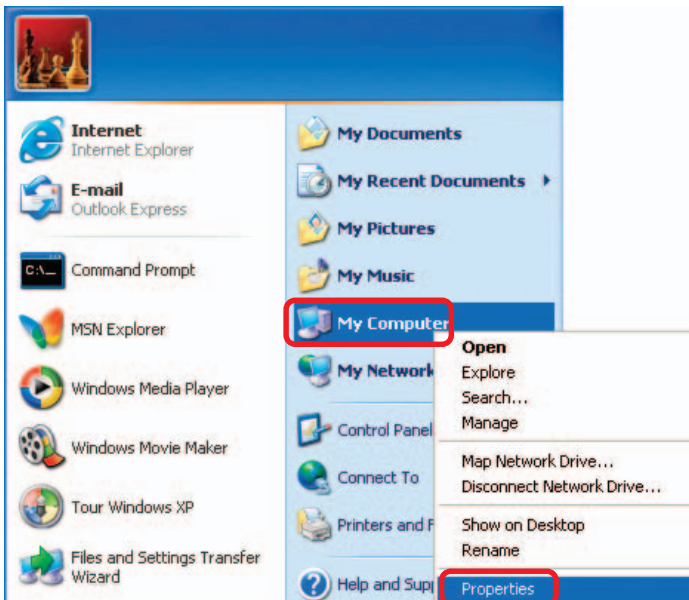 Internet
Internet Explorer
E-mail
Outlook Express
C:\_
Command Prompt
MSN Explorer
Windows Media Player
Windows Movie Maker
Tour Windows XP
Files and Settings Transfer
Wizard
My Documents
My Recent Documents
My Pictures
My Music
My Computer
My Network
Control Panel
Connect To
Printers and F
Help and Supp
Open
Explore
Search...
Manage
Map Network Drive...
Disconnect Network Drive...
Show on Desktop
Rename
Properties